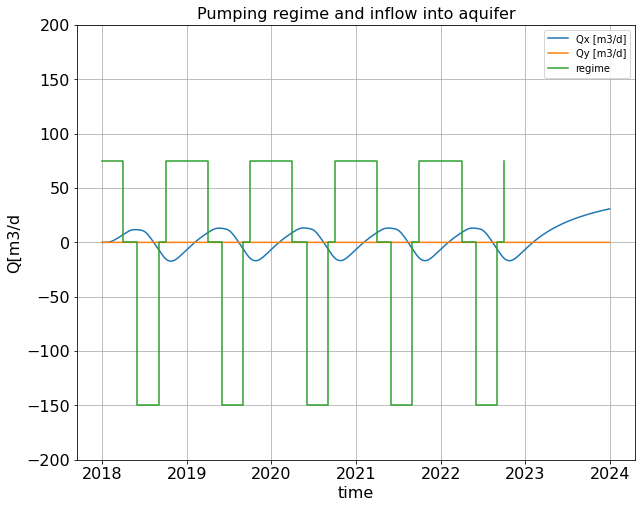 Pumping regime and inflow into aquifer
Qx [m3/d]
Qy [m3/d]
regime
200
150
100
50
0
−50
−100
−150
−200
Q[m3/d
2018 2019 2020 2021 2022 2023 2024
time